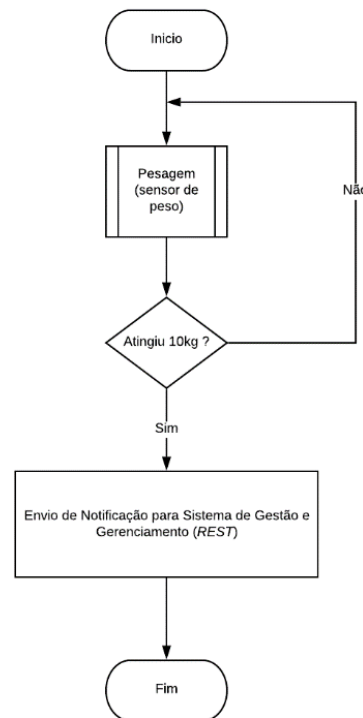 Inicio
Pesagem
(sensor de
peso)
Não
Atingiu 10kg ?
Sim
Envio de Notificação para Sistema de Gestão e
Gerenciamento (REST)
Fim